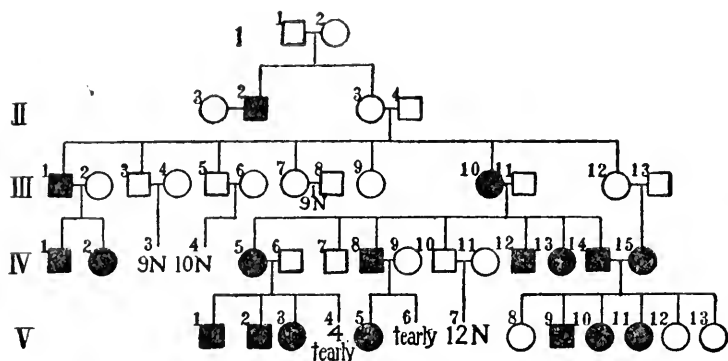 I 1 2
II 3 2 3 4
III 1 2 3 4 5 6 7 8 9 10 11 12 13
9N
IV 1 2 3 4 5 6 7 8 9 10 11 12 13 14 15
9N 10N
V 1 2 3 4 5 6 7 8 9 10 11 12 13
4 tearly tearly 12N